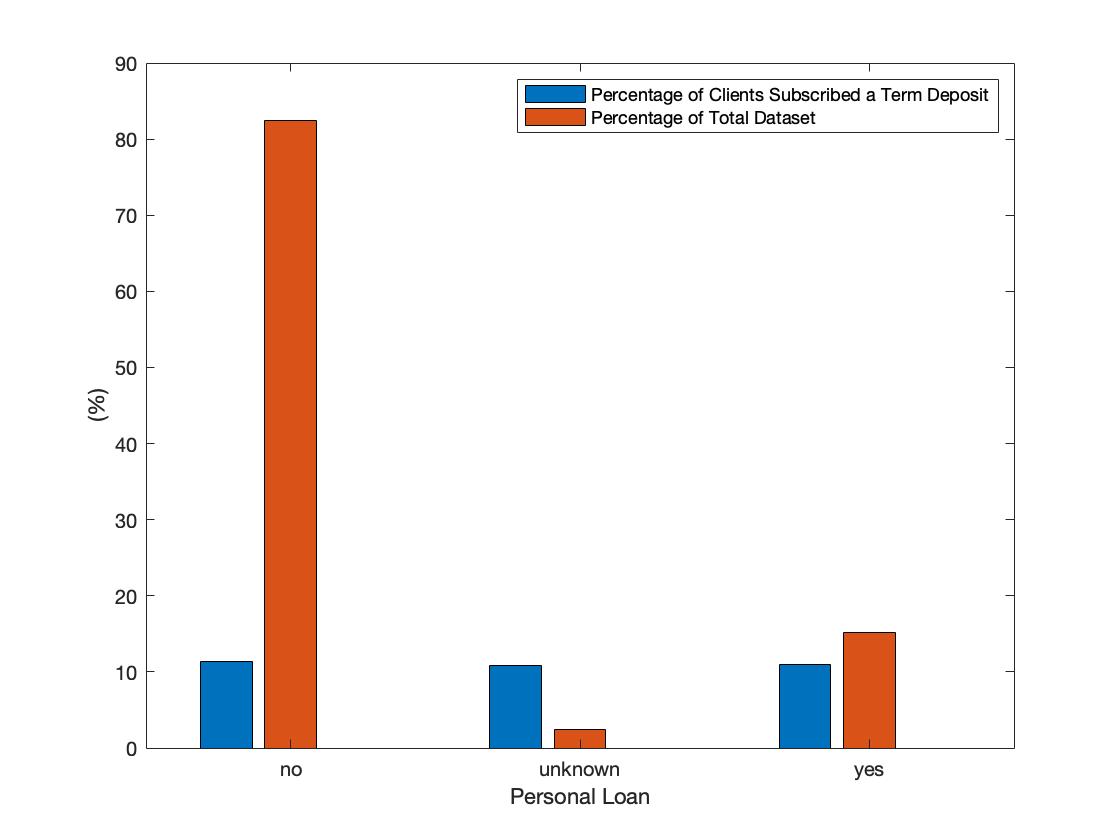 90
80
70
60
50
40
30
20
10
0
(%)
Percentage of Clients Subscribed a Term Deposit
Percentage of Total Dataset
no
unknown
yes
Personal Loan